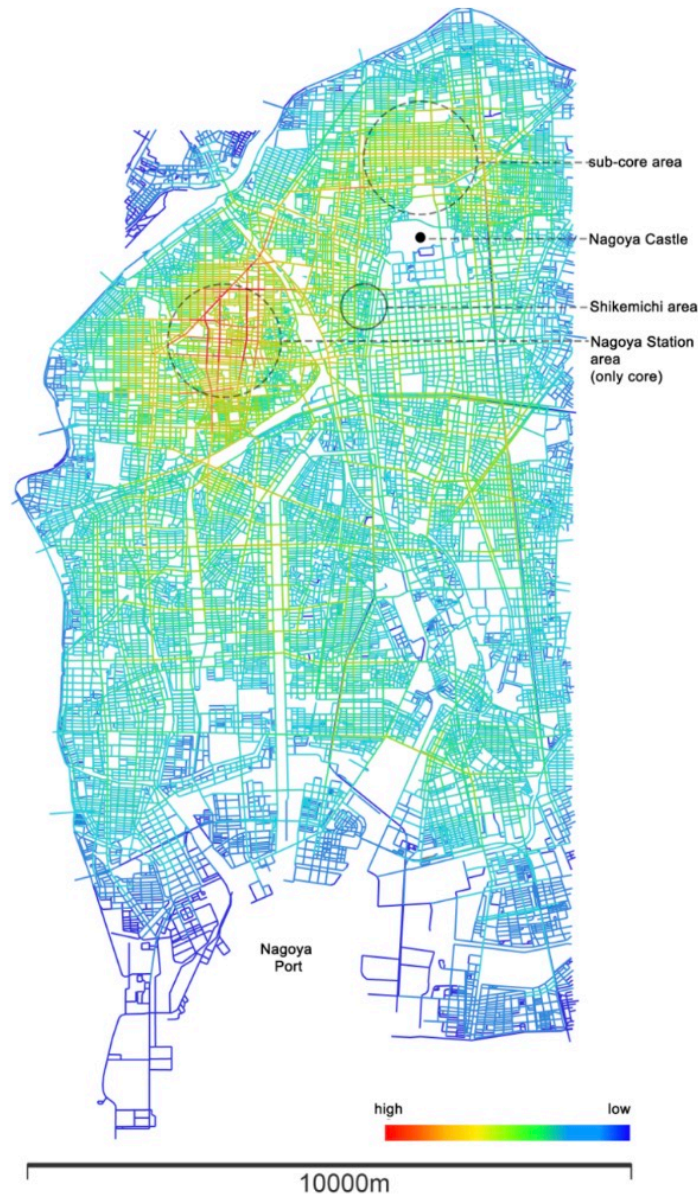 sub-core area
Nagoya Castle
Shikemichi area
Nagoya Station
area
(only core)
Nagoya
Port
high
low
10000m